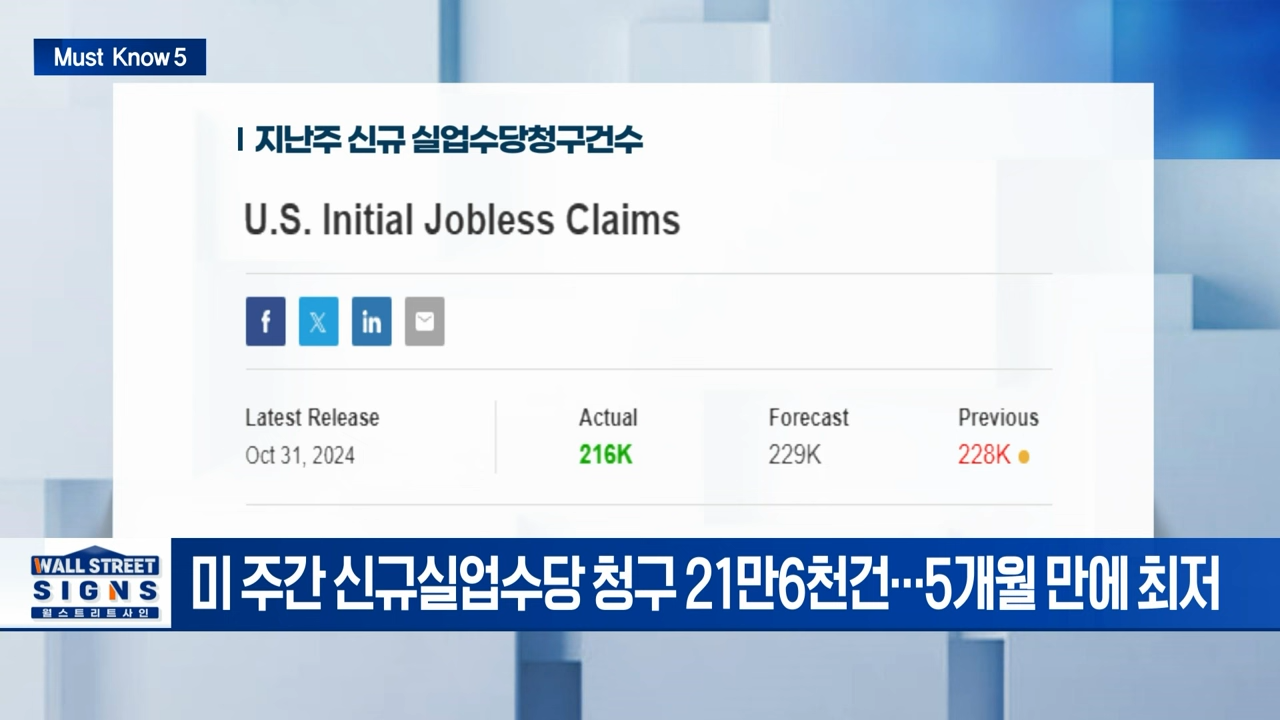 Must Know 5
지난주 신규 실업수당청구건수
U.S. Initial Jobless Claims
f X in
Latest Release Actual Forecast Previous
Oct 31, 2024 216K 229K 228K
WALL STREET
SIGNS
월스트리트사인
미 주간 신규실업수당 청구 21만6천건…5개월 만에 최저